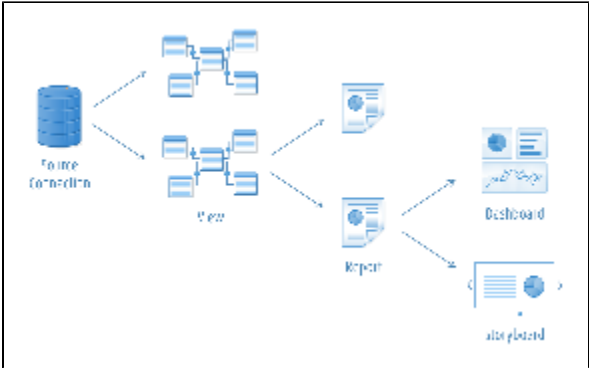 Source
Connection
View
Report
Dashboard
Storyboard